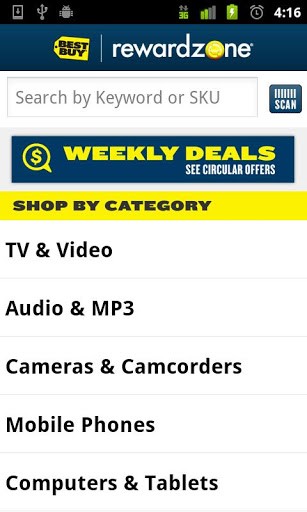 3G 4:16
BEST BUY rewardzone®
Search by Keyword or SKU
SCAN
WEEKLY DEALS
SEE CIRCULAR OFFERS
SHOP BY CATEGORY
TV & Video
Audio & MP3
Cameras & Camcorders
Mobile Phones
Computers & Tablets